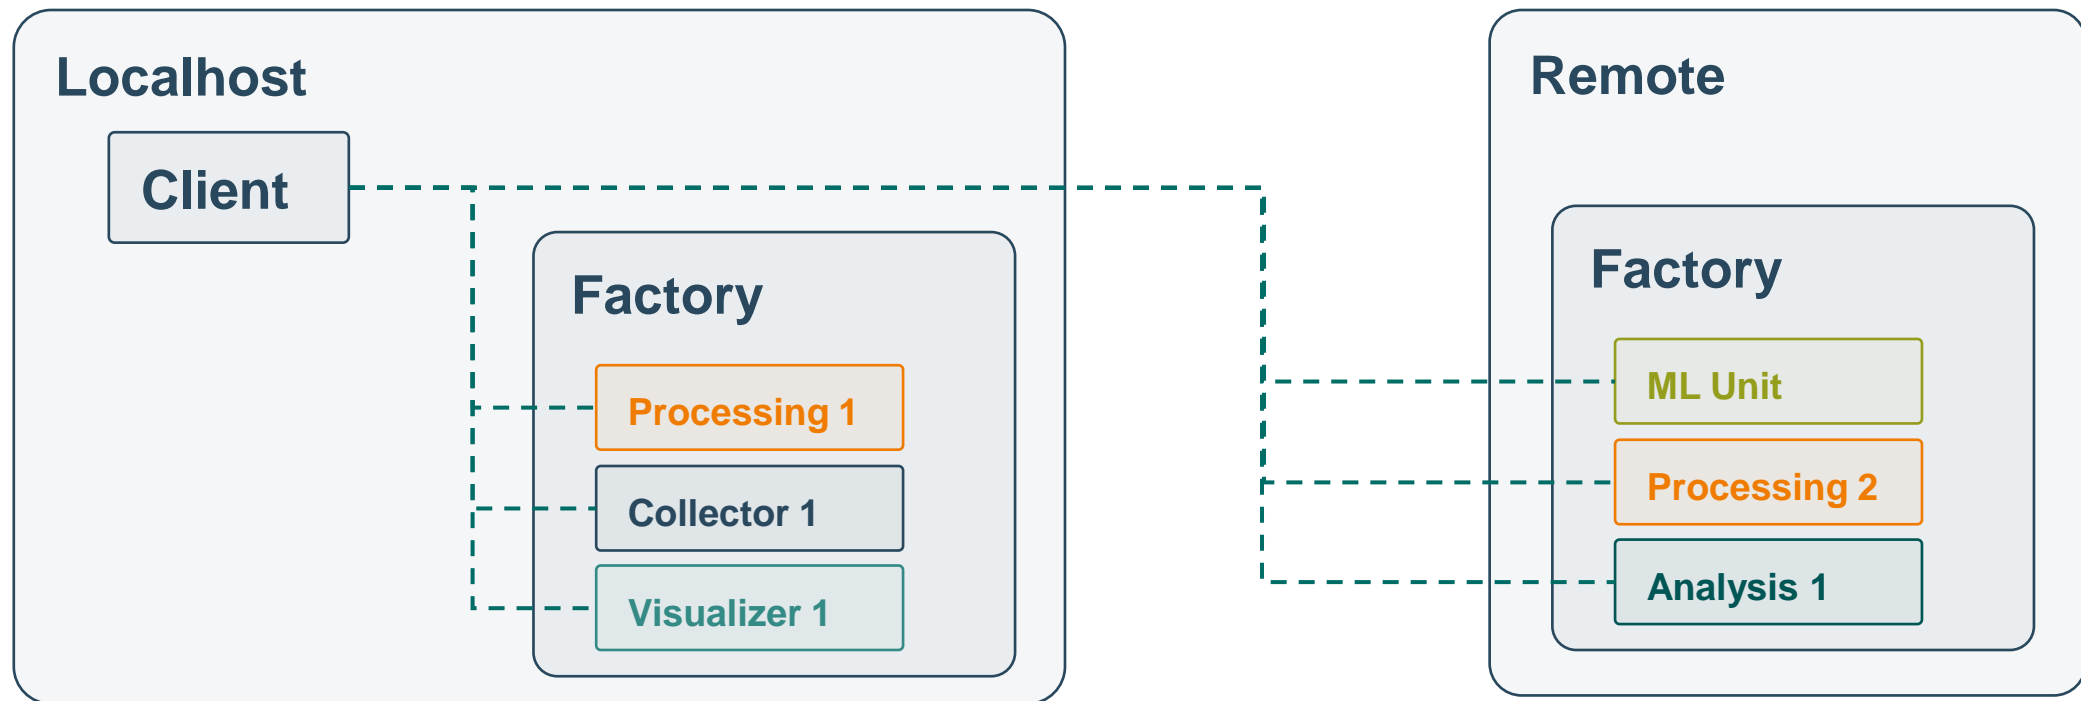 Localhost
Client
Factory
Processing 1
Collector 1
Visualizer 1
Remote
Factory
ML Unit
Processing 2
Analysis 1